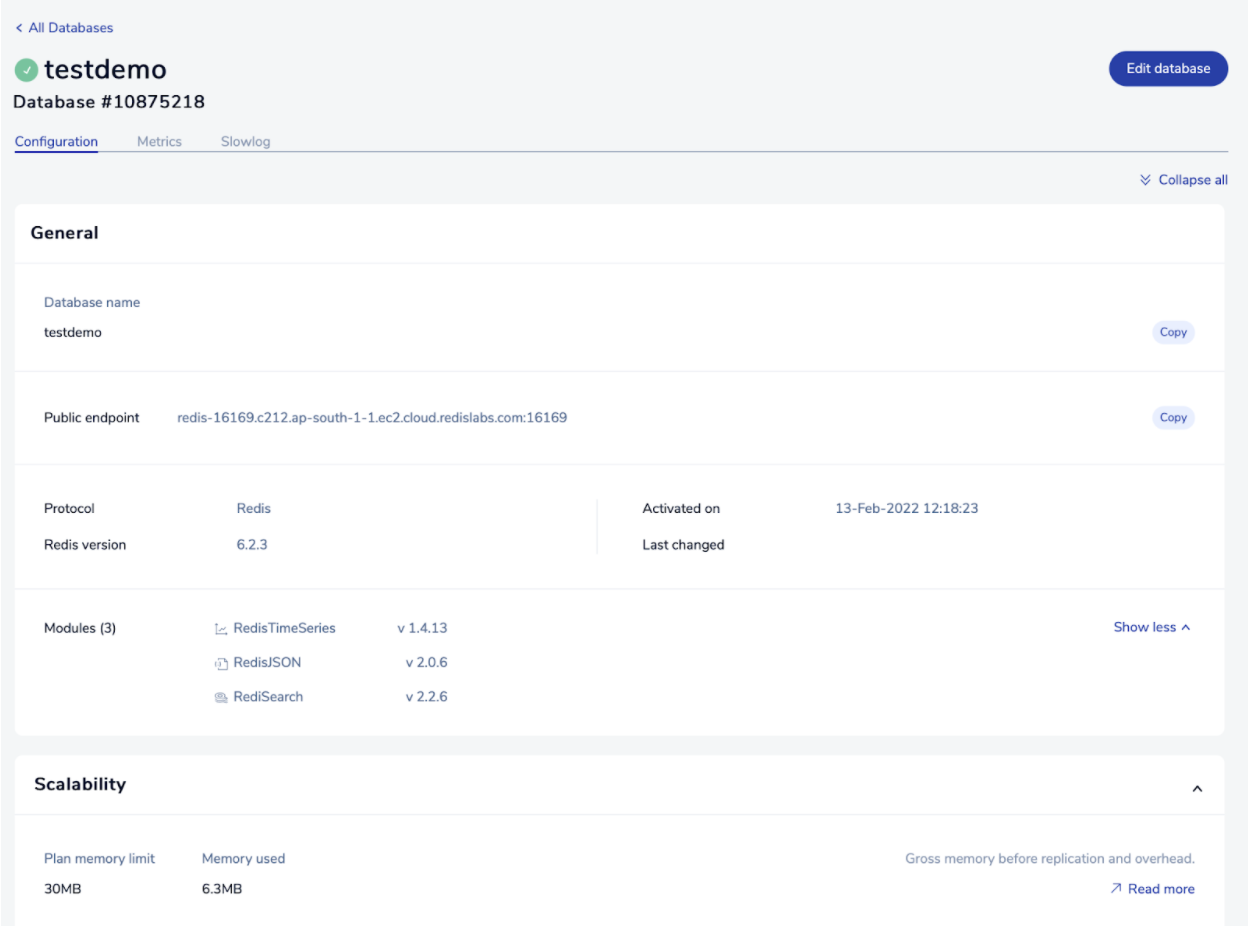 All Databases
testdemo
Edit database
Database #10875218
Configuration Metrics Slowlog
Collapse all
General
Database name
testdemo Copy
Public endpoint redis-16169.c212.ap-south-1-1.ec2.cloud.redislabs.com:16169 Copy
Protocol Redis Activated on 13-Feb-2022 12:18:23
Redis version 6.2.3 Last changed
Modules (3) RedisTimeSeries v 1.4.13 Show less
RedisJSON v 2.0.6
RediSearch v 2.2.6
Scalability
Plan memory limit Memory used Gross memory before replication and overhead.
30MB 6.3MB Read more